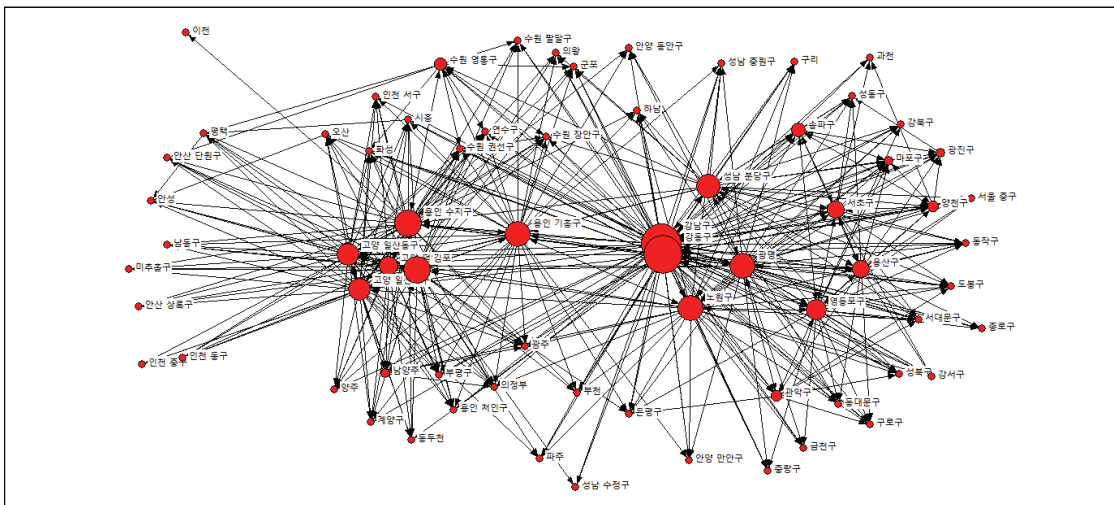 이천
수원 팔달구
의왕
안양 동안구
성남 중원구
구리
과천
수원 영통구
군포
인천 서구
성동구
하남
시흥
강북구
송파구
평택
오산
연수구
수원 장안구
화성
수원 권선구
안산 단원구
마포구
광진구
성남 분당구
안성
서울 중구
양천구
서초구
용인 수지구
용인 기흥구
강남구
강동구
남동구
고양 일산동구
동작구
미추홀구
김포
광명
용산구
고양 일산
도봉구
안산 상록구
노원구
영등포구
서대문구
종로구
광주
인천 중구
인천 동구
남양주
부평구
성북구
강서구
양주
의정부
부천
관악구
용인 처인구
은평구
동대문구
계양구
구로구
동두천
금천구
파주
안양 만안구
중랑구
성남 수정구